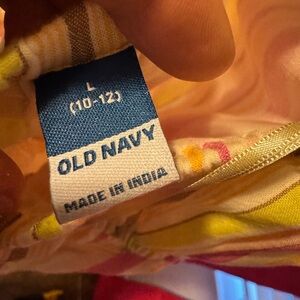 L
(10-12)
OLD NAVY
MADE IN INDIA